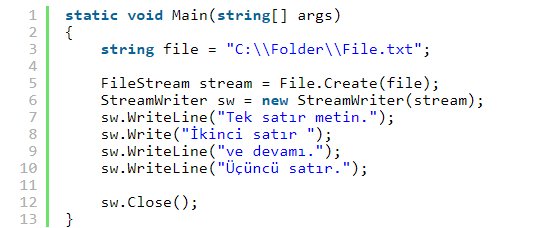 1 static void Main(string[] args)
2 {
3     string file = "C:\\Folder\\File.txt";
4
5     FileStream stream = File.Create(file);
6     StreamWriter sw = new StreamWriter(stream);
7     sw.WriteLine("Tek satır metin.");
8     sw.Write("İkinci satır ");
9     sw.WriteLine("ve devamı.");
10     sw.WriteLine("Üçüncü satır.");
11
12     sw.Close();
13 }